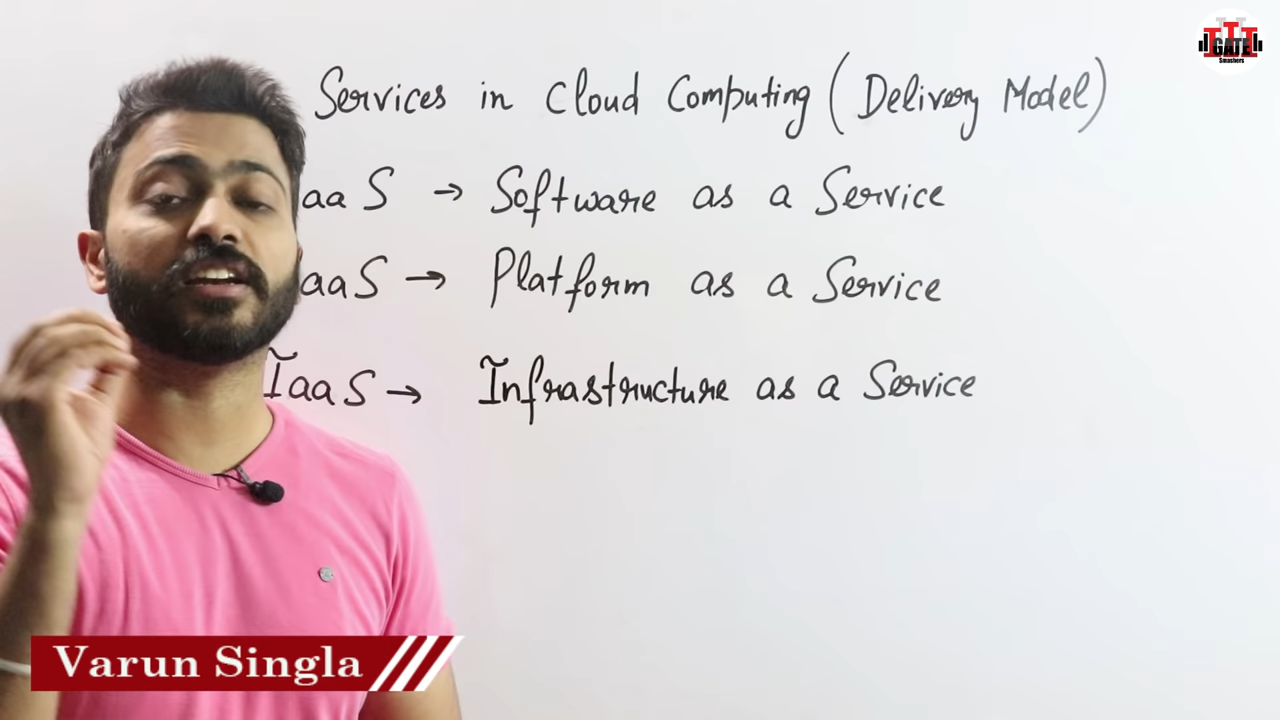 Services in Cloud Computing (Delivery Model)
aaS → Software as a Service
aaS → Platform as a Service
IaaS → Infrastructure as a Service
GATE
Smashers
Varun Singla